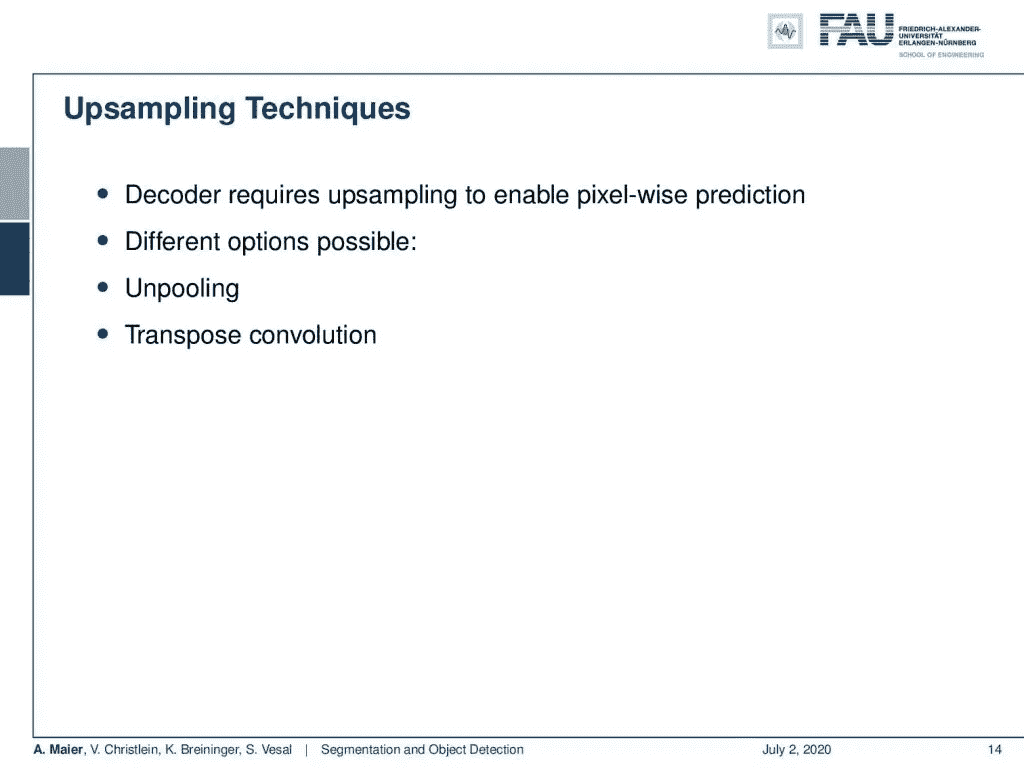 FAU
FRIEDRICH-ALEXANDER-
UNIVERSITÄT
ERLANGEN-NÜRNBERG
SCHOOL OF ENGINEERING
Upsampling Techniques
• Decoder requires upsampling to enable pixel-wise prediction
• Different options possible:
• Unpooling
• Transpose convolution
A. Maier, V. Christlein, K. Breininger, S. Vesal | Segmentation and Object Detection July 2, 2020 14